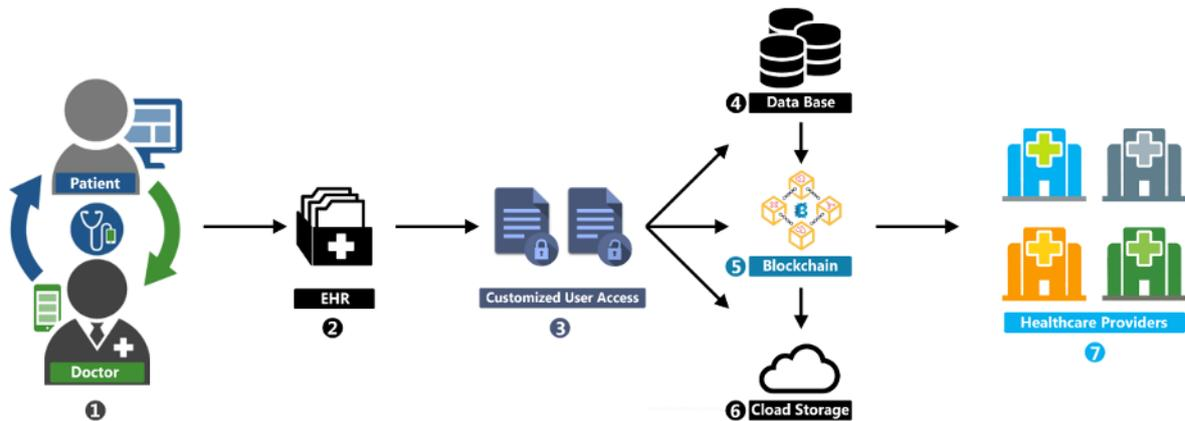 Patient
Doctor
1
EHR
2
Customized User Access
3
4 Data Base
5 Blockchain
6 Cload Storage
Healthcare Providers
7